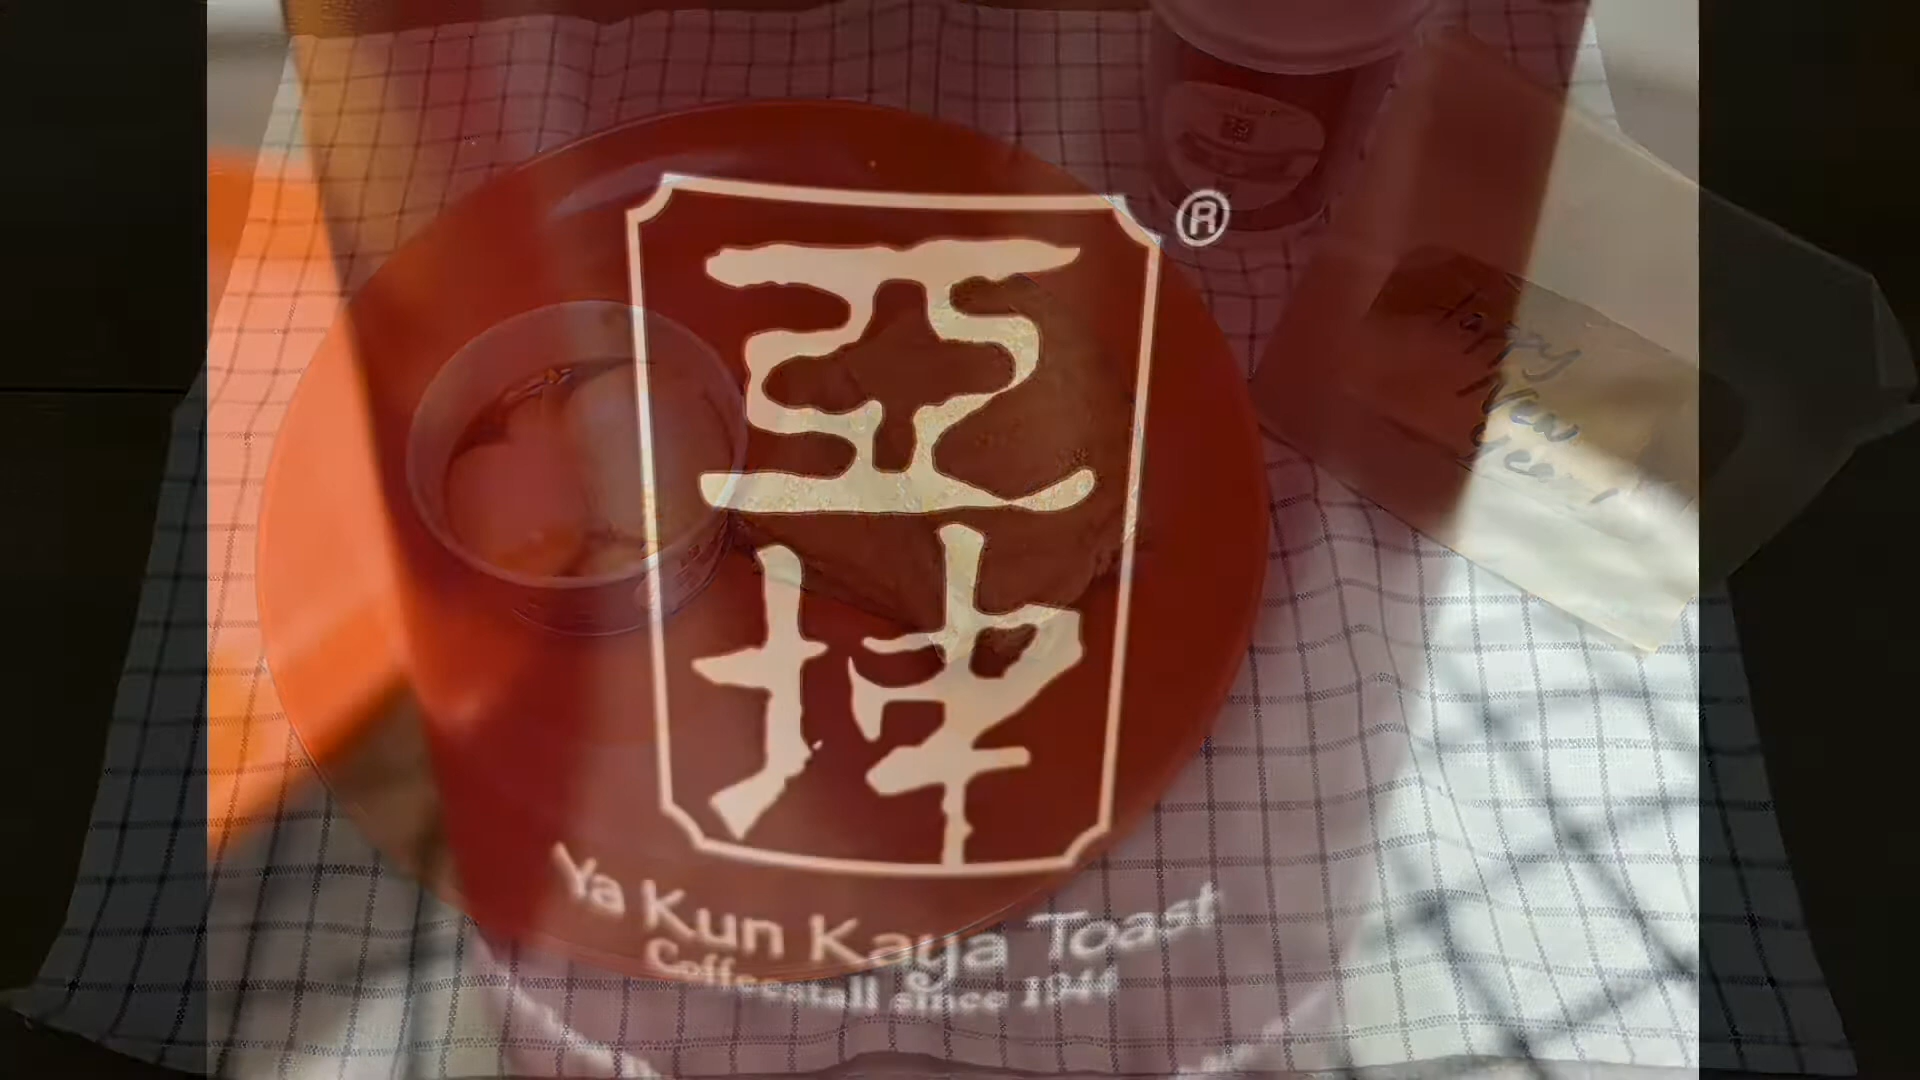 亞
坤
®
Ya Kun Kaya Toast
Coffeestall since 1944
Happy
New
Year!